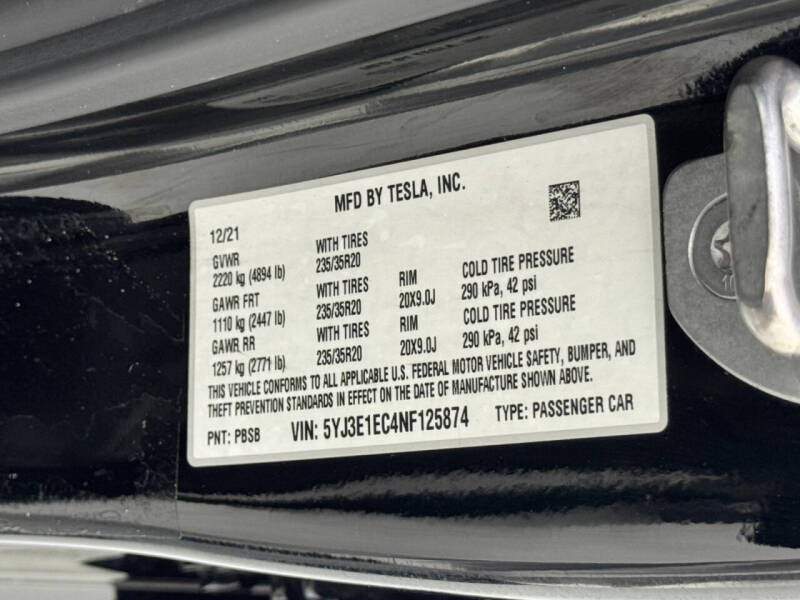 MFD BY TESLA, INC.
12/21
GVWR WITH TIRES
2220 kg (4894 lb) 235/35R20
GAWR FRT WITH TIRES RIM COLD TIRE PRESSURE
1110 kg (2447 lb) 235/35R20 20X9.0J 290 kPa, 42 psi
GAWR RR WITH TIRES RIM COLD TIRE PRESSURE
1257 kg (2771 lb) 235/35R20 20X9.0J 290 kPa, 42 psi
THIS VEHICLE CONFORMS TO ALL APPLICABLE U.S. FEDERAL MOTOR VEHICLE SAFETY, BUMPER, AND
THEFT PREVENTION STANDARDS IN EFFECT ON THE DATE OF MANUFACTURE SHOWN ABOVE.
PNT: PBSB VIN: 5YJ3E1EC4NF125874 TYPE: PASSENGER CAR